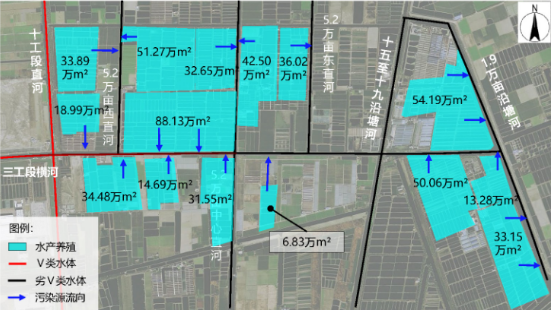 N
十工段直河
33.89
万m²
5.2
万亩西直河
51.27万m²
32.65万m²
42.50
万m²
36.02
万m²
5.2
万亩东直河
十五至十九沿塘河
1.9
万亩沿塘河
18.99万m²
88.13万m²
54.19万m²
三工段横河
34.48万m²
14.69万m²
31.55万m²
中心直河
50.06万m²
13.28万m²
33.15
万m²
6.83万m²
图例:
水产养殖
Ⅴ类水体
劣Ⅴ类水体
污染源流向